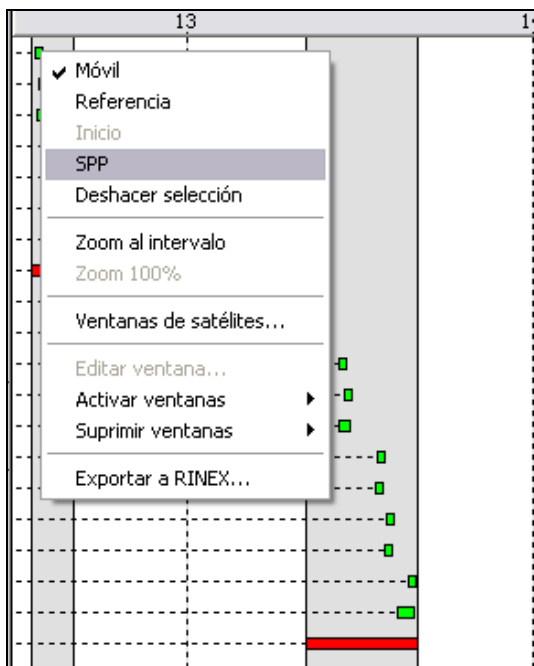 13
Móvil
Referencia
Inicio
SPP
Deshacer selección
Zoom al intervalo
Zoom 100%
Ventanas de satélites...
Editar ventana...
Activar ventanas
Suprimir ventanas
Exportar a RINEX...